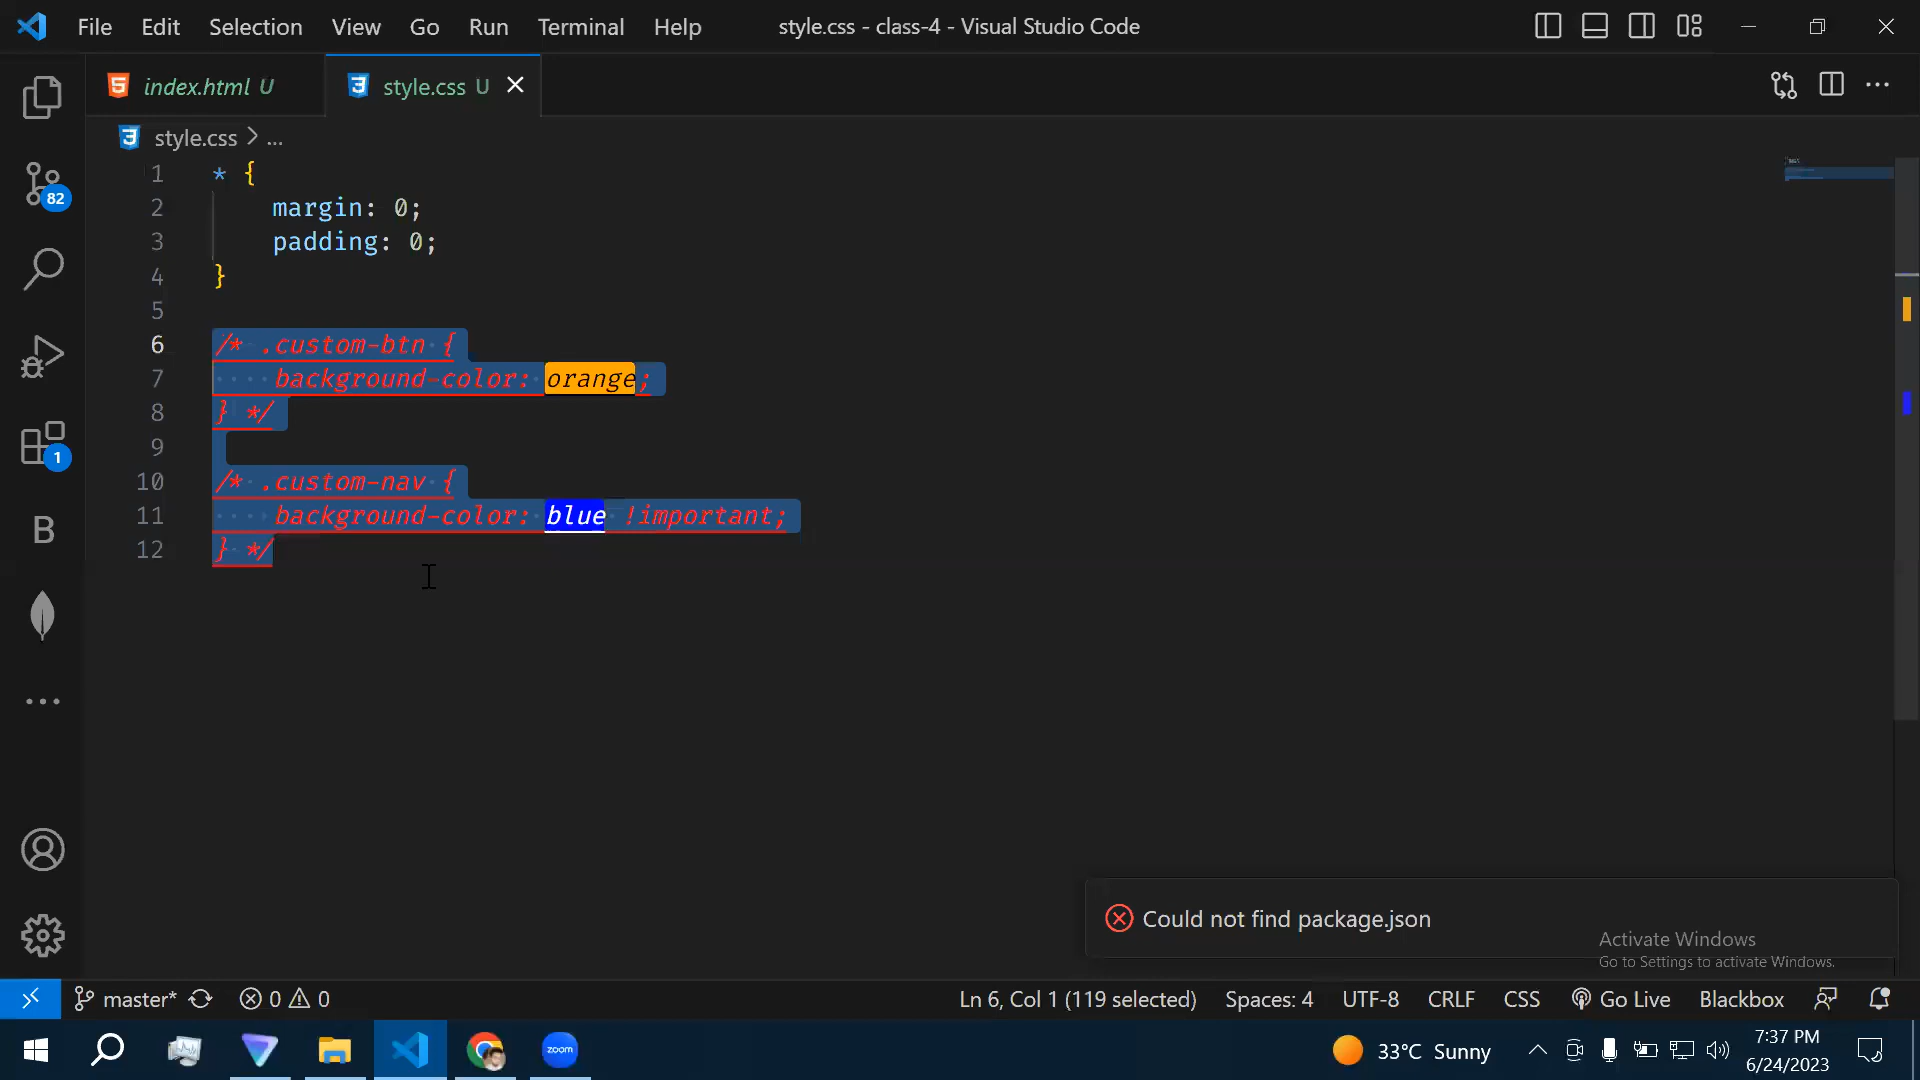 File Edit Selection View Go Run Terminal Help style.css - class-4 - Visual Studio Code
index.html U style.css U
style.css > ...
1 * {
2 margin: 0;
3 padding: 0;
4 }
5
6 /* .custom-btn {
7 background-color: orange;
8 } */
9
10 /* .custom-nav {
11 background-color: blue !important;
12 } */
82
1
B
Could not find package.json
Activate Windows
Go to Settings to activate Windows.
master* 0 0 Ln 6, Col 1 (119 selected) Spaces: 4 UTF-8 CRLF CSS Go Live Blackbox
zoom 33°C Sunny 7:37 PM
6/24/2023